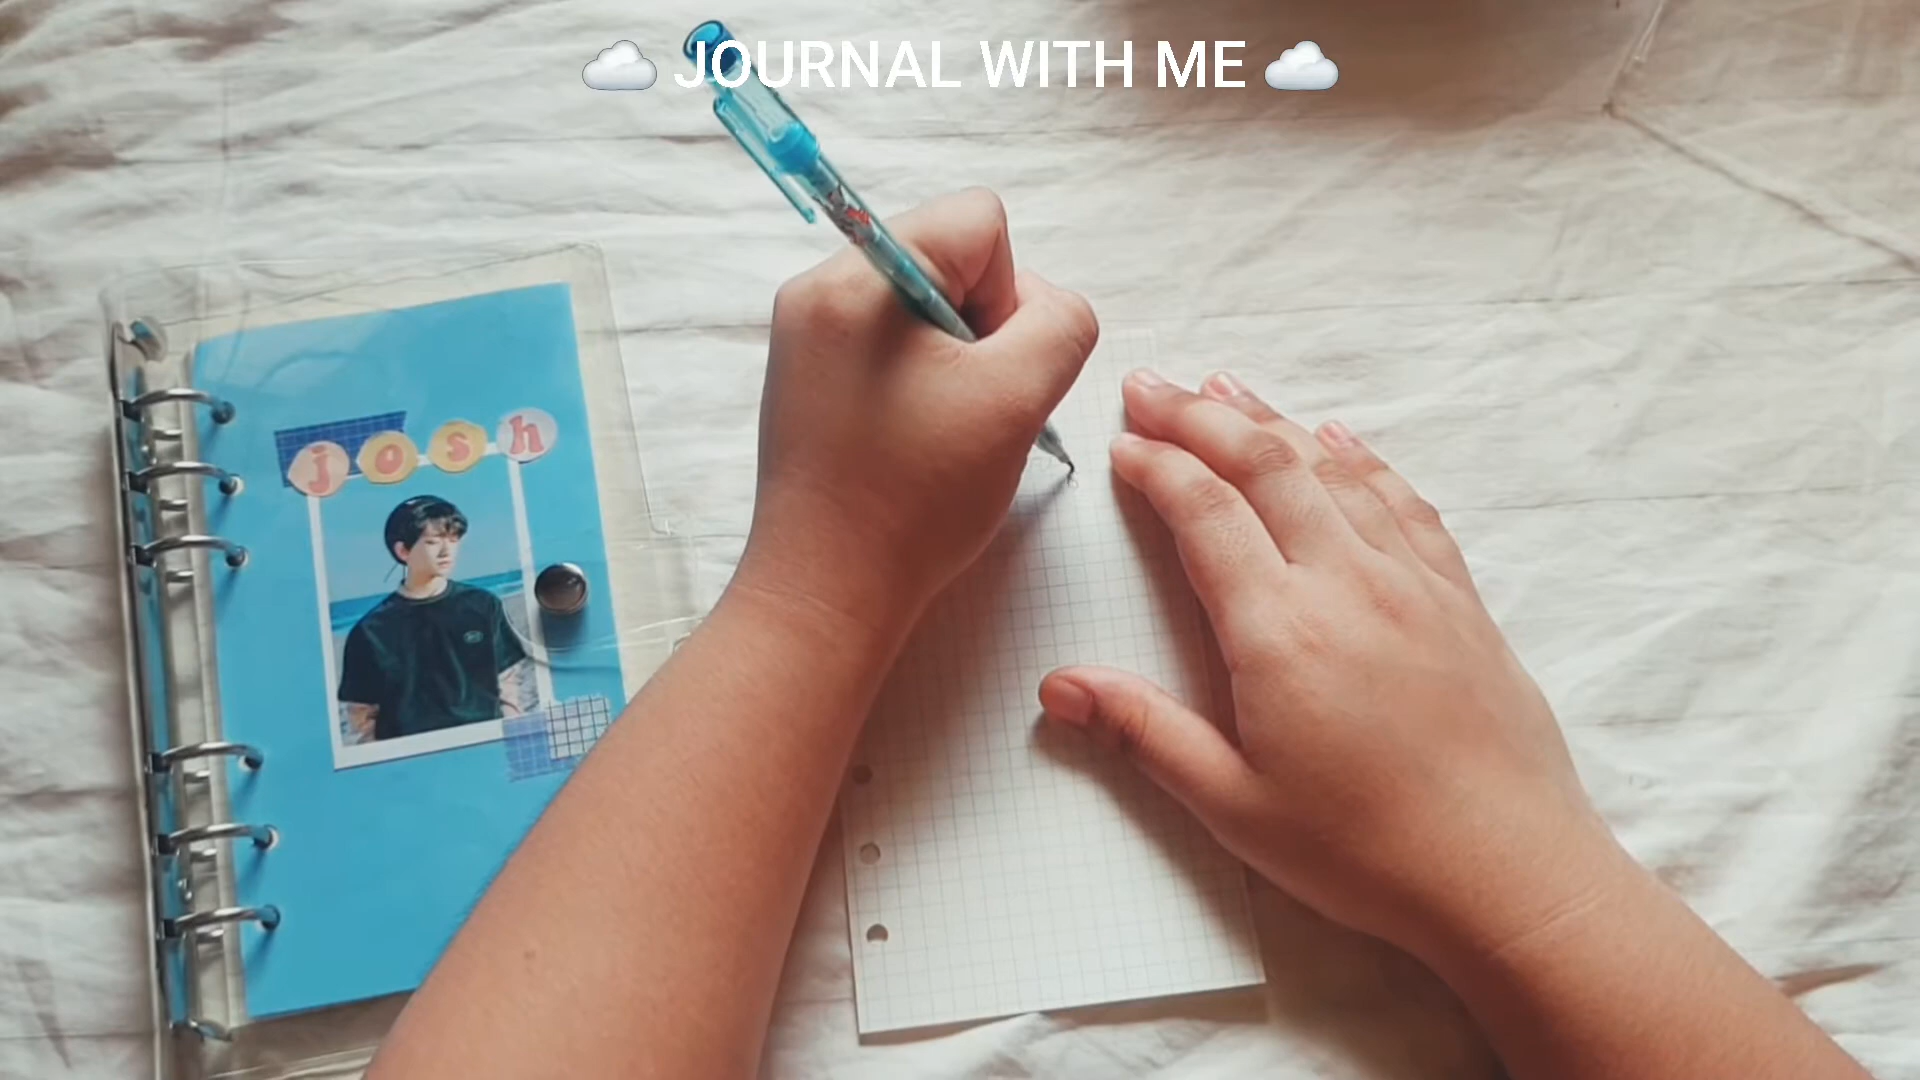 ☁️ JOURNAL WITH ME ☁️
josh